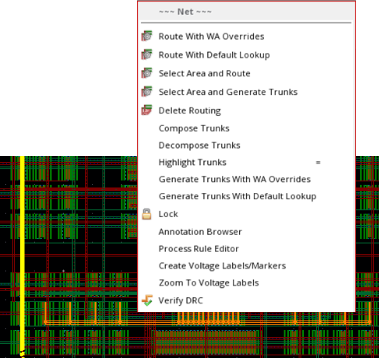 ~~~ Net ~~~
Route With WA Overrides
Route With Default Lookup
Select Area and Route
Select Area and Generate Trunks
Delete Routing
Compose Trunks
Decompose Trunks
Highlight Trunks =
Generate Trunks With WA Overrides
Generate Trunks With Default Lookup
Lock
Annotation Browser
Process Rule Editor
Create Voltage Labels/Markers
Zoom To Voltage Labels
Verify DRC